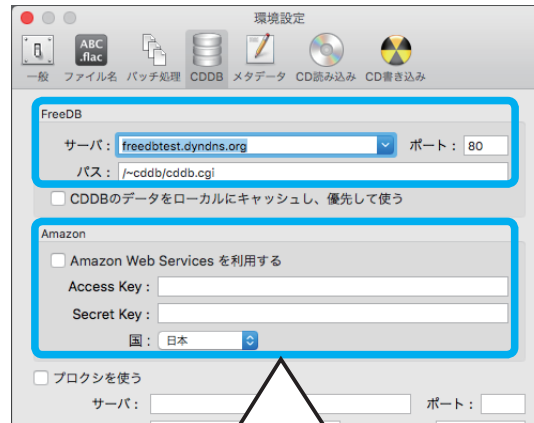 環境設定
ABC
.flac
一般 ファイル名 バッチ処理 CDDB メタデータ CD読み込み CD書き込み
FreeDB
サーバ： freedbtest.dyndns.org ポート： 80
パス： /~cddb/cddb.cgi
CDDBのデータをローカルにキャッシュし、優先して使う
Amazon
Amazon Web Services を利用する
Access Key：
Secret Key：
国： 日本
プロクシを使う
サーバ： ポート：